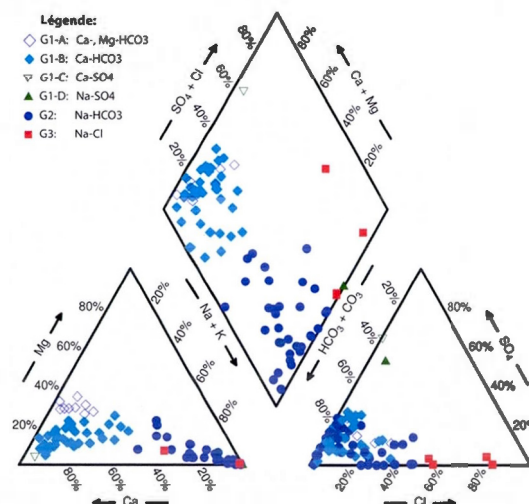 Légende:
G1-A: Ca-, Mg-HCO3
G1-B: Ca-HCO3
G1-C: Ca-SO4
G1-D: Na-SO4
G2: Na-HCO3
G3: Na-Cl
SO4 + Cl
20%
40%
60%
80%
Ca + Mg
80%
60%
40%
20%
Na + K
HCO3 + CO3
Mg
80%
60%
40%
20%
20%
40%
60%
80%
80%
60%
40%
20%
Ca
20%
40%
60%
80%
SO4
80%
60%
40%
20%
20%
40%
60%
80%
Cl